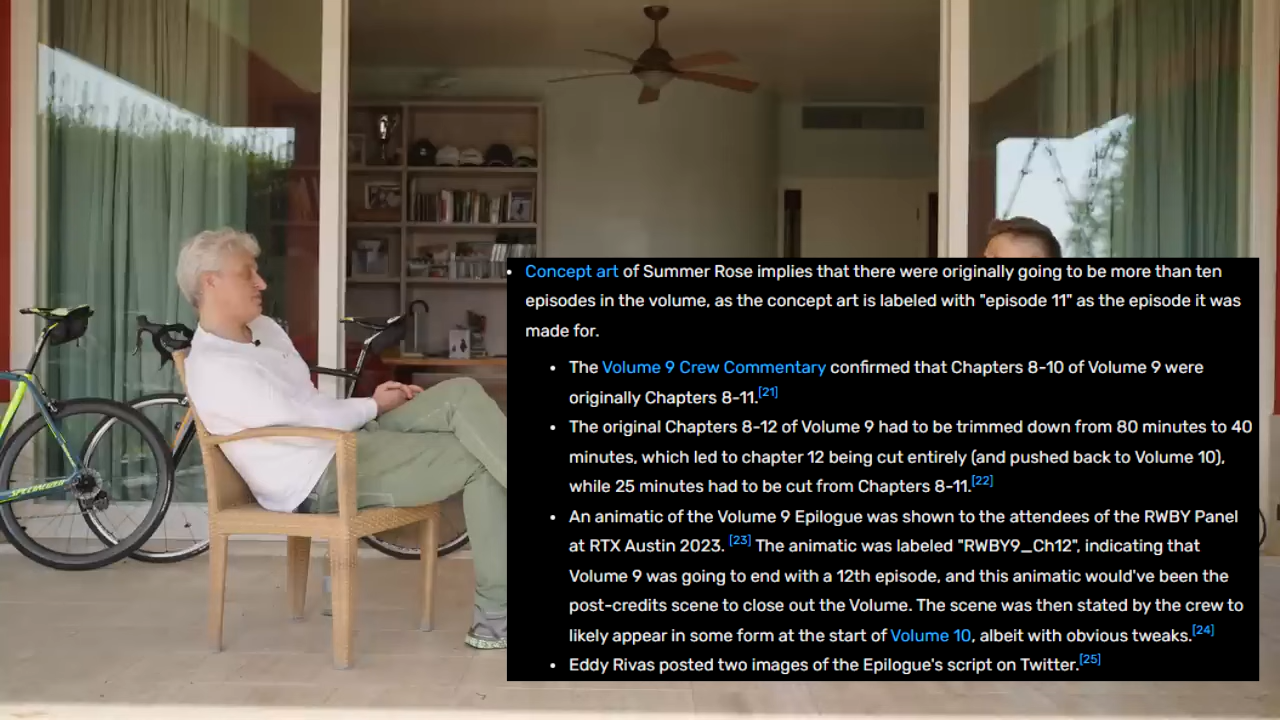 Concept art of Summer Rose implies that there were originally going to be more than ten
episodes in the volume, as the concept art is labeled with "episode 11" as the episode it was
made for.
The Volume 9 Crew Commentary confirmed that Chapters 8-10 of Volume 9 were
originally Chapters 8-11.[21]
The original Chapters 8-12 of Volume 9 had to be trimmed down from 80 minutes to 40
minutes, which led to chapter 12 being cut entirely (and pushed back to Volume 10),
while 25 minutes had to be cut from Chapters 8-11.[22]
An animatic of the Volume 9 Epilogue was shown to the attendees of the RWBY Panel
at RTX Austin 2023. [23] The animatic was labeled "RWBY9_Ch12", indicating that
Volume 9 was going to end with a 12th episode, and this animatic would've been the
post-credits scene to close out the Volume. The scene was then stated by the crew to
likely appear in some form at the start of Volume 10, albeit with obvious tweaks.[24]
Eddy Rivas posted two images of the Epilogue's script on Twitter.[25]
SPECIALIZED